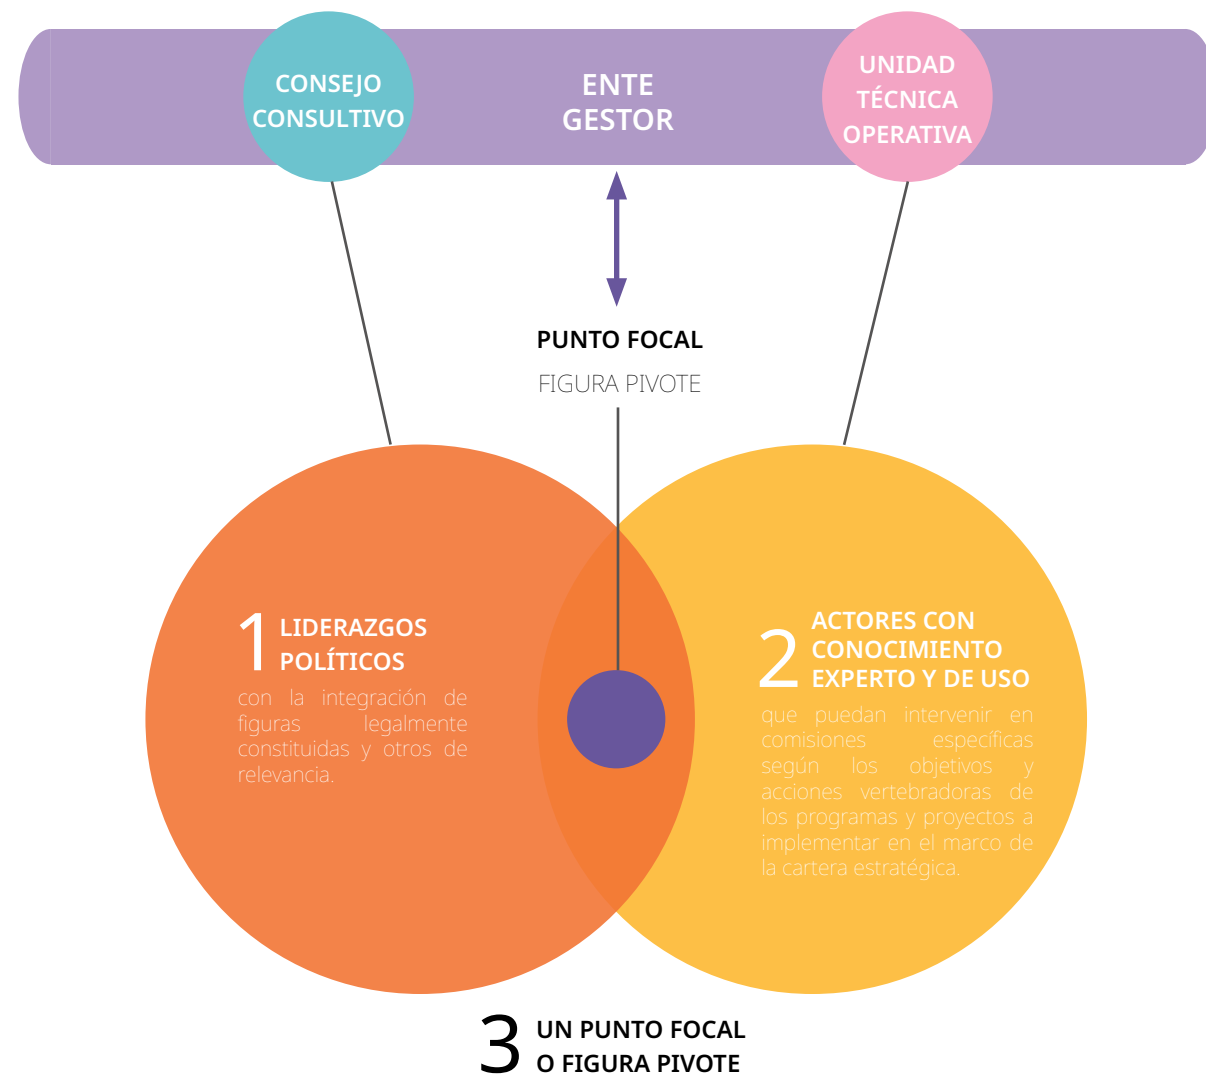 CONSEJO
CONSULTIVO
ENTE
GESTOR
UNIDAD
TÉCNICA
OPERATIVA
PUNTO FOCAL
FIGURA PIVOTE
1 LIDERAZGOS
POLÍTICOS
con la integración de
figuras legalmente
constituidas y otros de
relevancia.
2 ACTORES CON
CONOCIMIENTO
EXPERTO Y DE USO
que puedan intervenir en
comisiones específicas
según los objetivos y
acciones vertebradoras de
los programas y proyectos a
implementar en el marco de
la cartera estratégica.
3 UN PUNTO FOCAL
O FIGURA PIVOTE